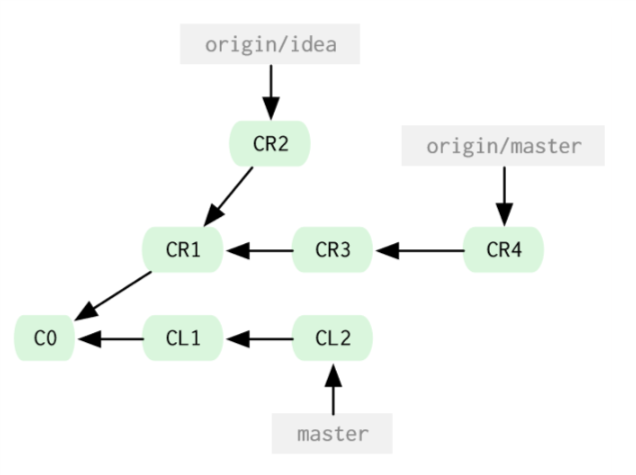 origin/idea
CR2
origin/master
CR1
CR3
CR4
C0
CL1
CL2
master